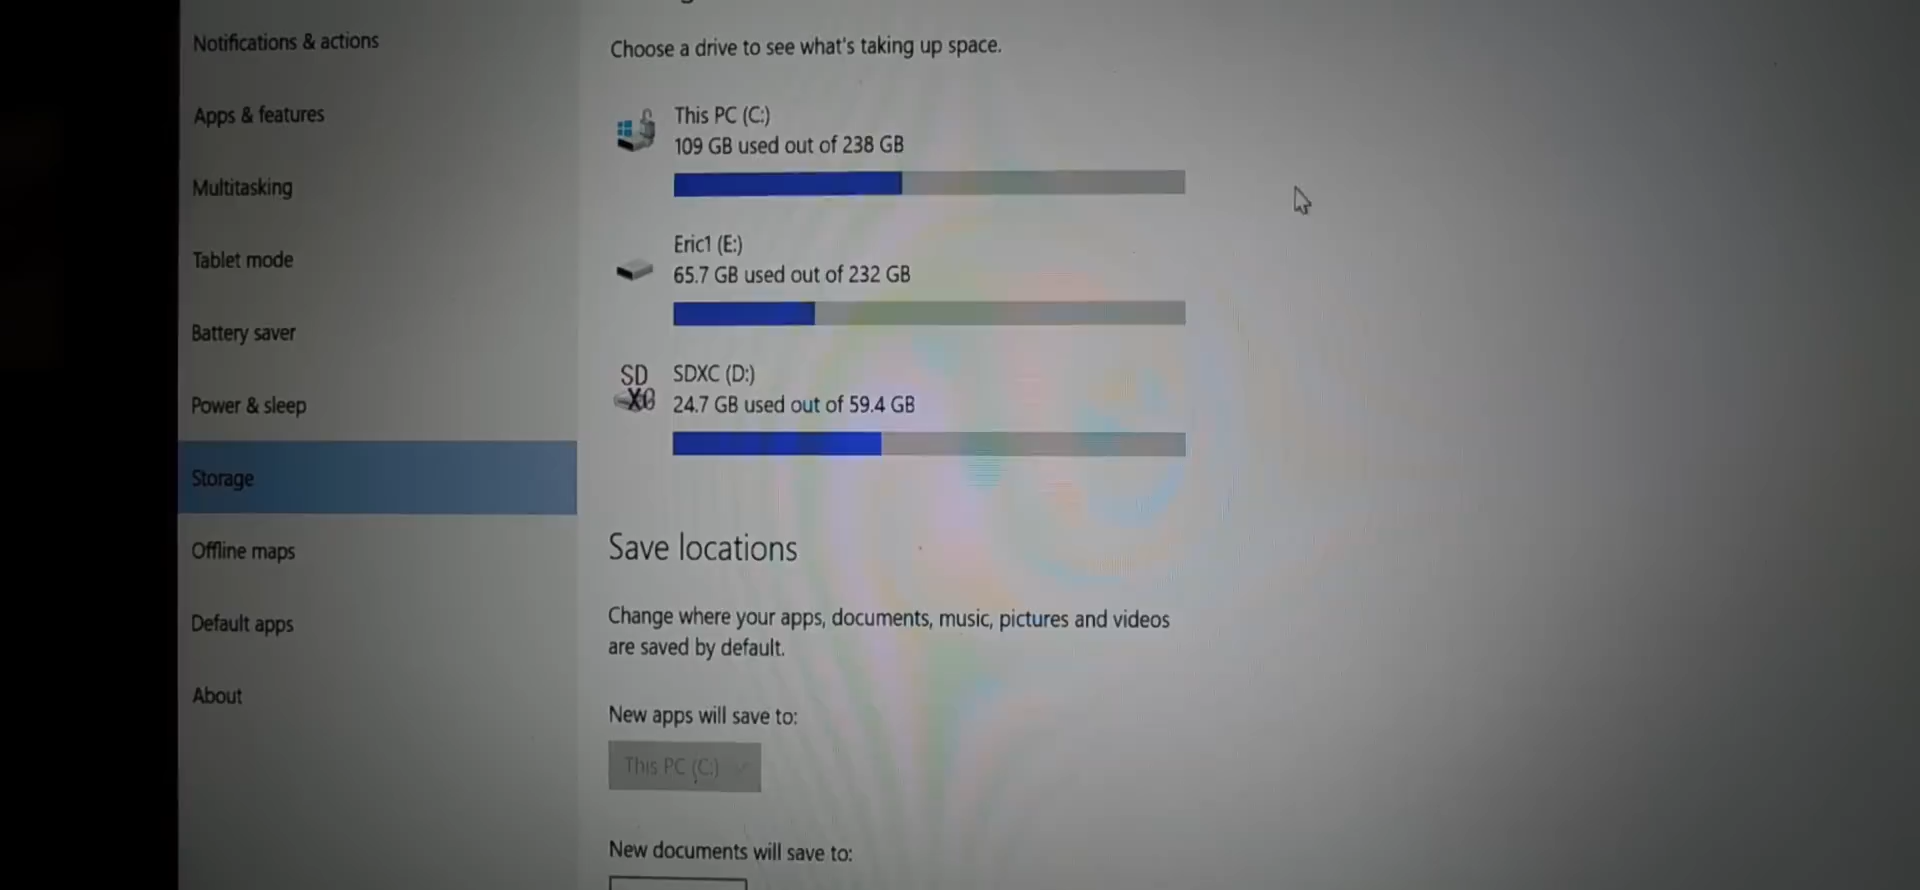 Notifications & actions
Apps & features
Multitasking
Tablet mode
Battery saver
Power & sleep
Storage
Offline maps
Default apps
About
Choose a drive to see what's taking up space.
This PC (C:)
109 GB used out of 238 GB
Eric1 (E:)
65.7 GB used out of 232 GB
SD
XC
SDXC (D:)
24.7 GB used out of 59.4 GB
Save locations
Change where your apps, documents, music, pictures and videos
are saved by default.
New apps will save to:
This PC (C:)
New documents will save to: